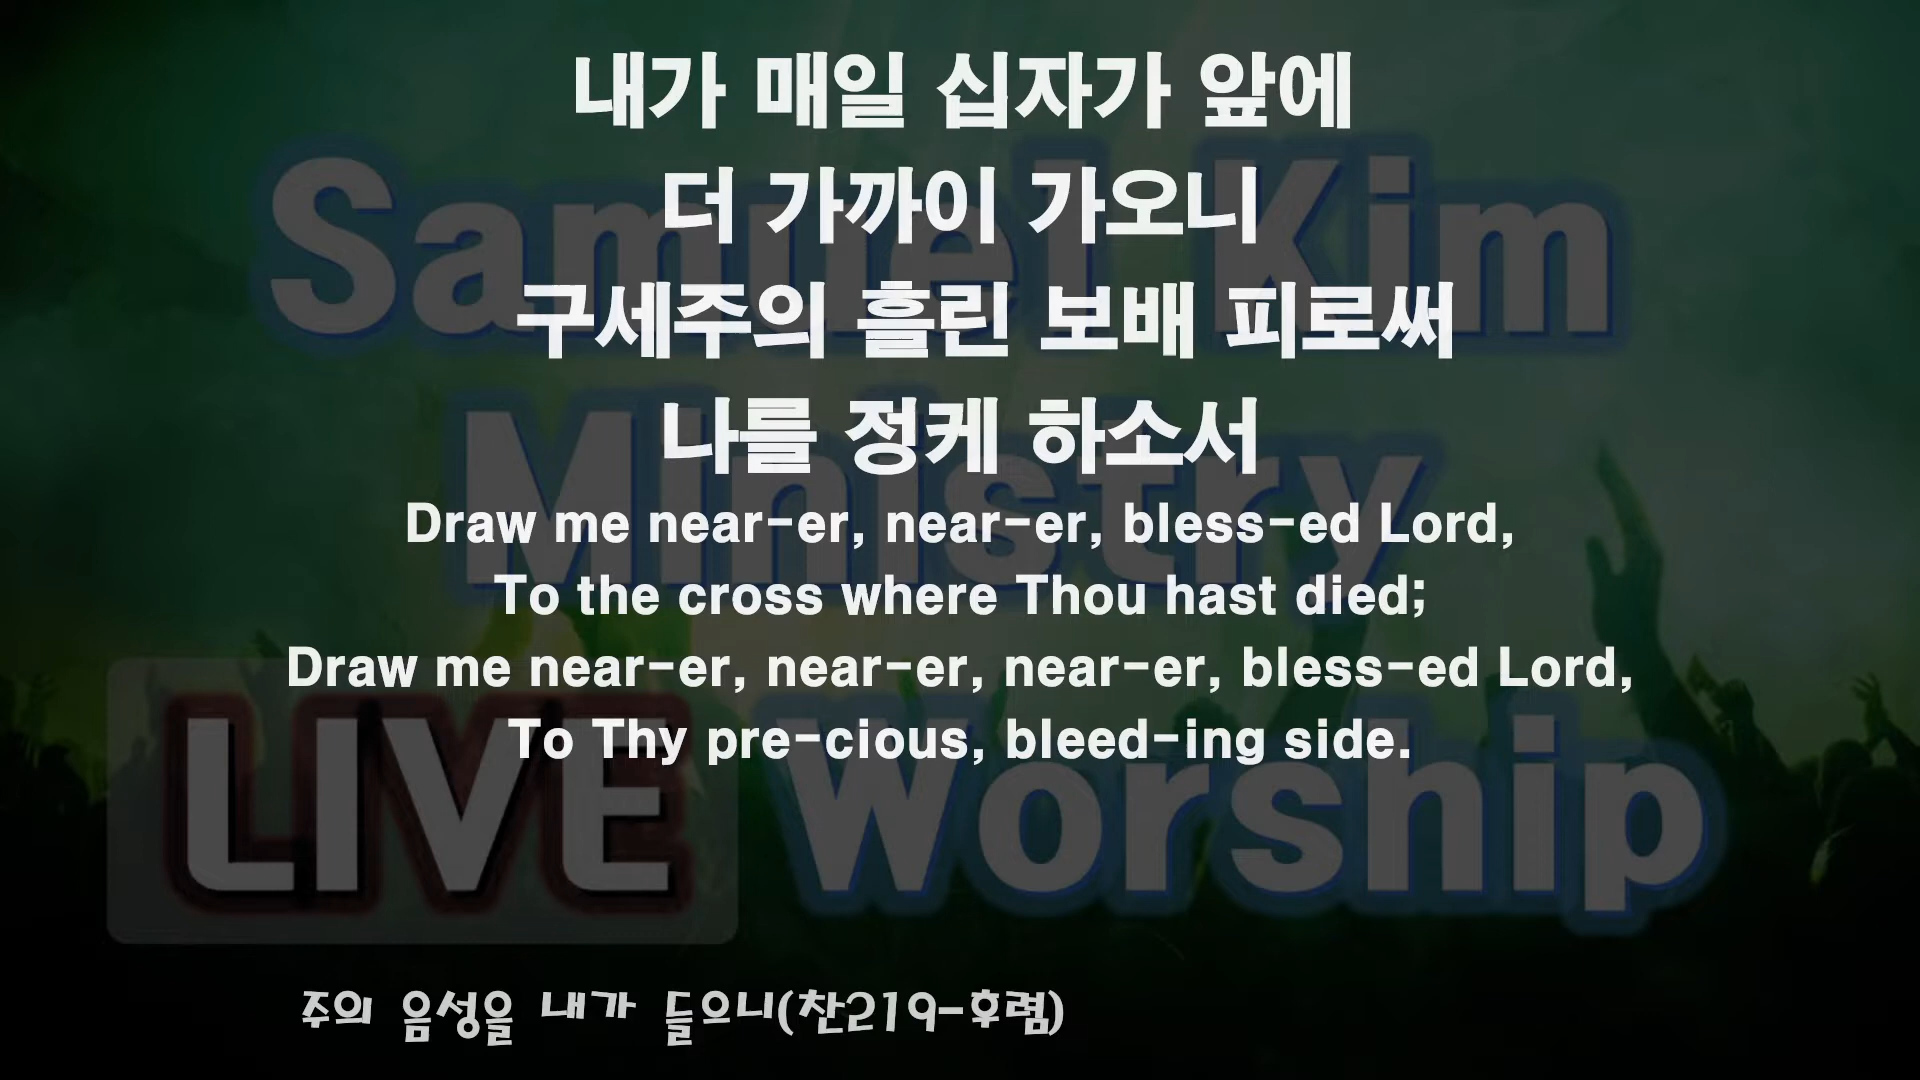 내가 매일 십자가 앞에
더 가까이 가오니
구세주의 흘린 보배 피로써
나를 정케 하소서
Draw me near-er, near-er, bless-ed Lord,
To the cross where Thou hast died;
Draw me near-er, near-er, near-er, bless-ed Lord,
To Thy pre-cious, bleed-ing side.
Samuel Kim
Ministry
LIVE Worship
주의 음성을 내가 들으니(찬219-후렴)